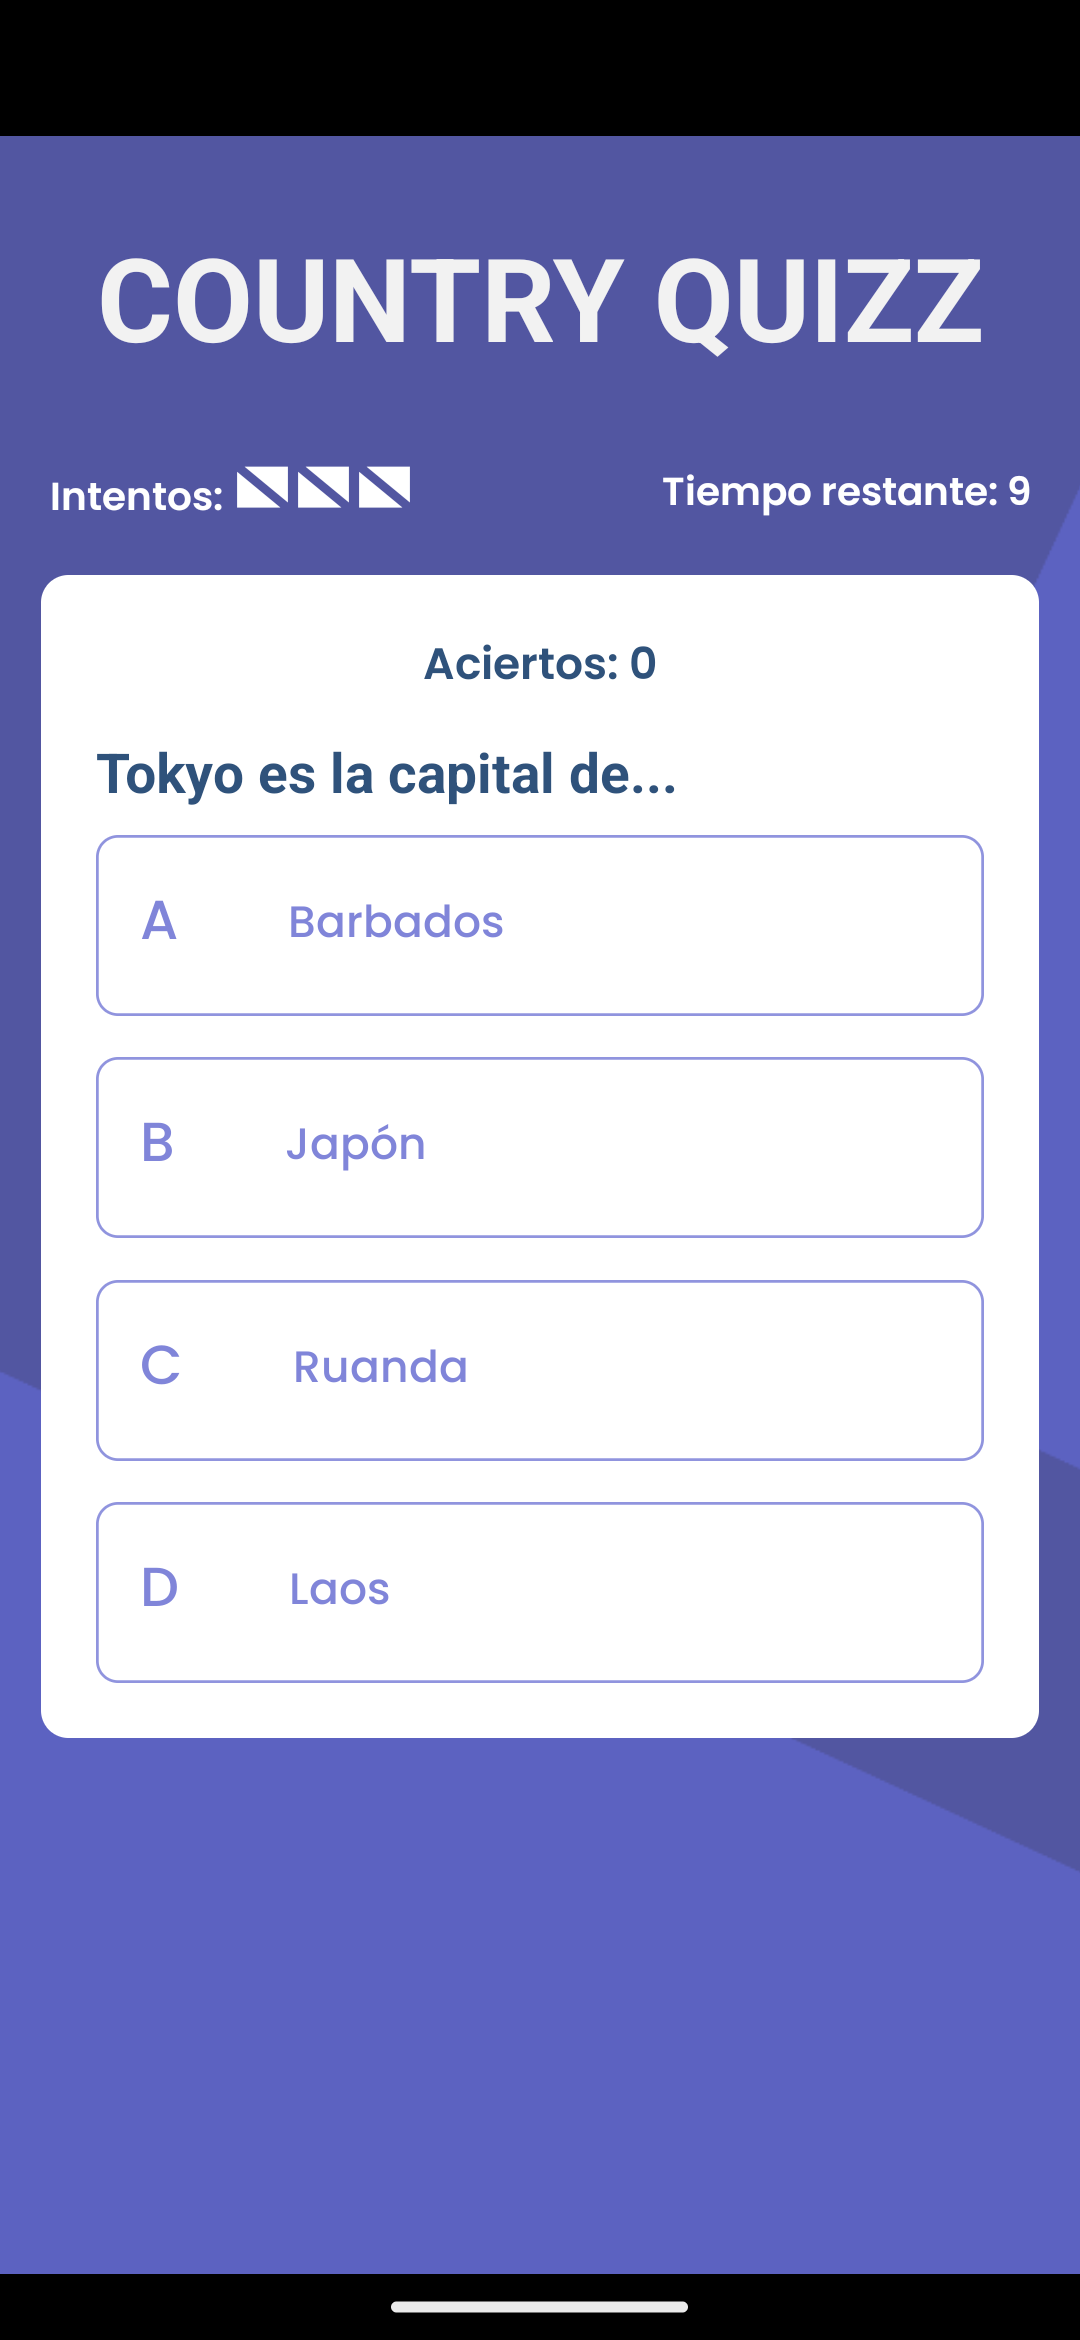 COUNTRY QUIZZ
Intentos:
Tiempo restante: 9
Aciertos: 0
Tokyo es la capital de...
A Barbados
B Japón
C Ruanda
D Laos